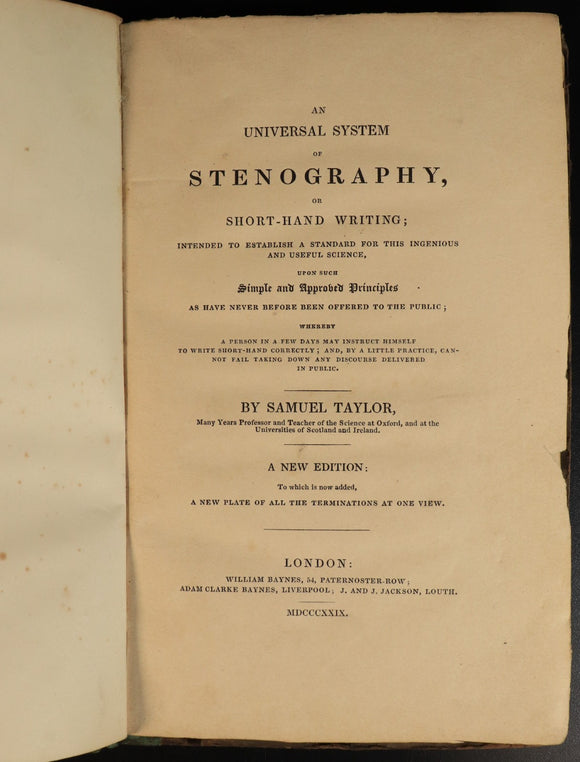 AN
UNIVERSAL SYSTEM
OF
STENOGRAPHY,
OR
SHORT-HAND WRITING;
INTENDED TO ESTABLISH A STANDARD FOR THIS INGENIOUS
AND USEFUL SCIENCE,
UPON SUCH
Simple and Approved Principles
AS HAVE NEVER BEFORE BEEN OFFERED TO THE PUBLIC;
WHEREBY
A PERSON IN A FEW DAYS MAY INSTRUCT HIMSELF
TO WRITE SHORT-HAND CORRECTLY; AND, BY A LITTLE PRACTICE, CAN-
NOT FAIL TAKING DOWN ANY DISCOURSE DELIVERED
IN PUBLIC.
BY SAMUEL TAYLOR,
Many Years Professor and Teacher of the Science at Oxford, and at the
Universities of Scotland and Ireland.
A NEW EDITION:
To which is now added,
A NEW PLATE OF ALL THE TERMINATIONS AT ONE VIEW.
LONDON:
WILLIAM BAYNES, 54, PATERNOSTER-ROW;
ADAM CLARKE BAYNES, LIVERPOOL; J. AND J. JACKSON, LOUTH.
MDCCCXXIX.